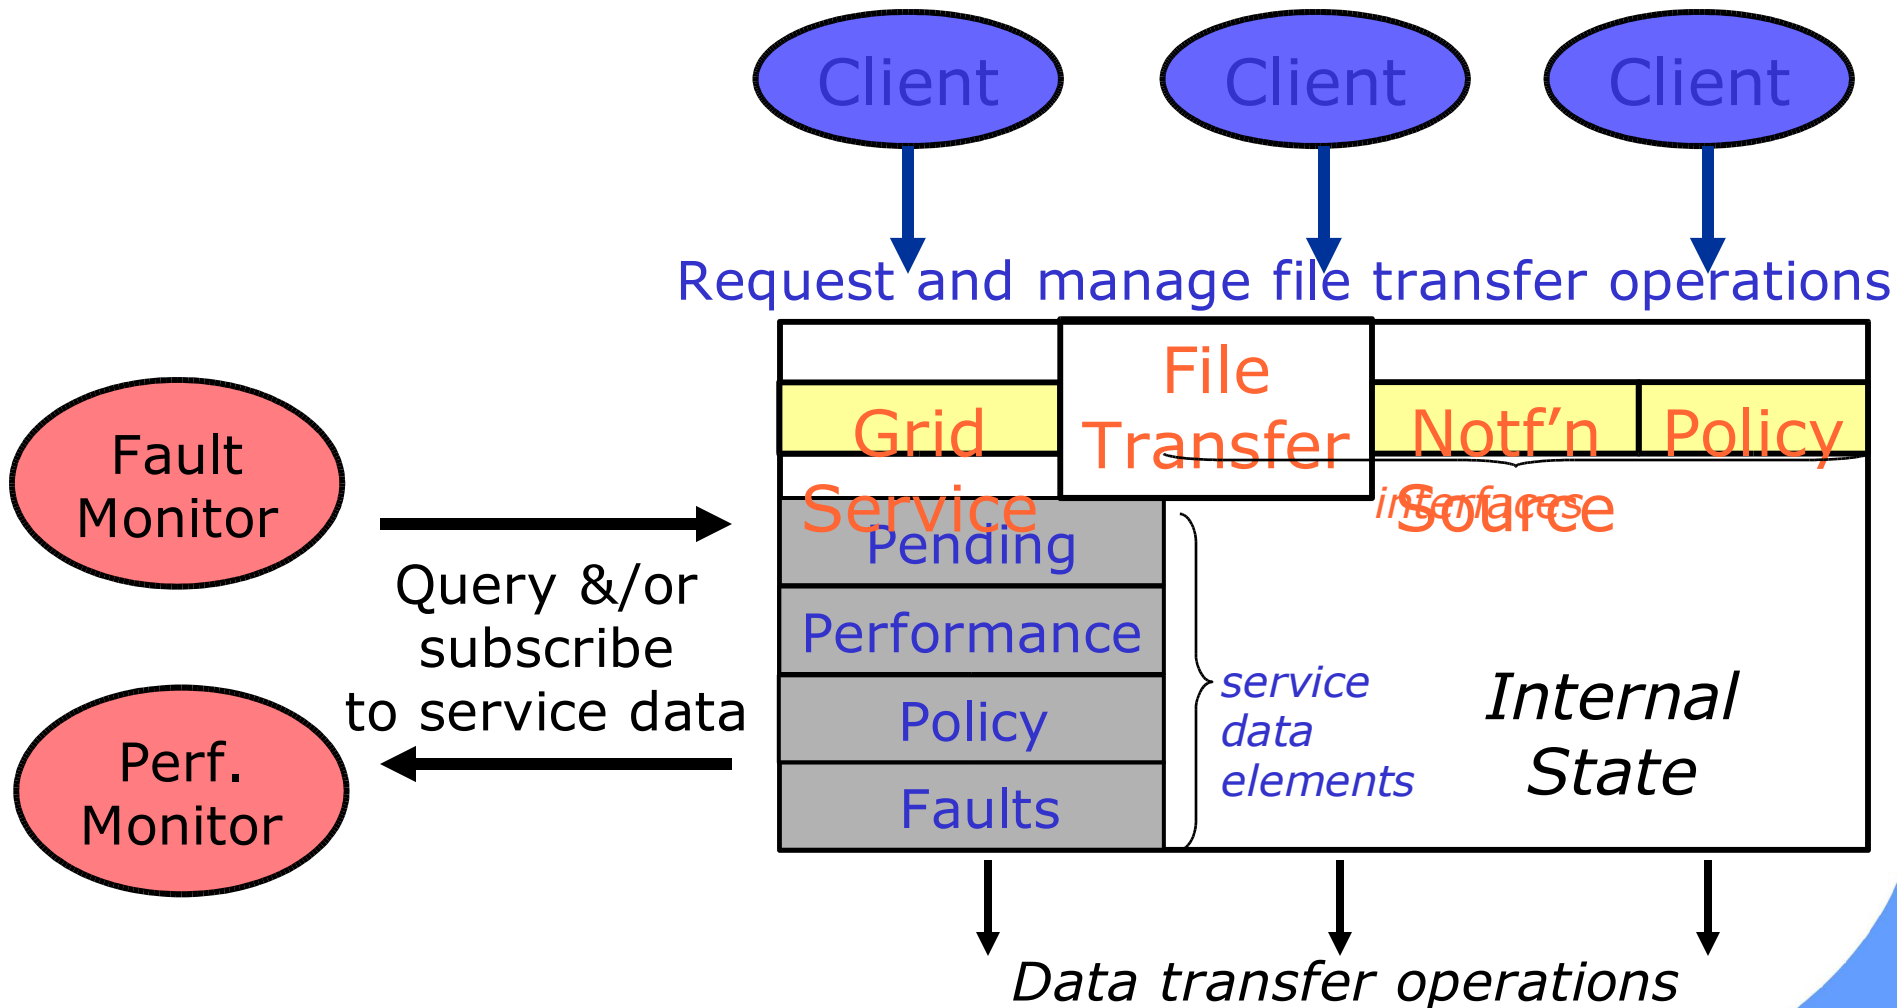 Client
Client
Client
Request and manage file transfer operations
File
Transfer
Grid
Service
Notf’n
Source
Policy
interfaces
Fault
Monitor
Query &/or
subscribe
to service data
Perf.
Monitor
Pending
Performance
Policy
Faults
service
data
elements
Internal
State
Data transfer operations